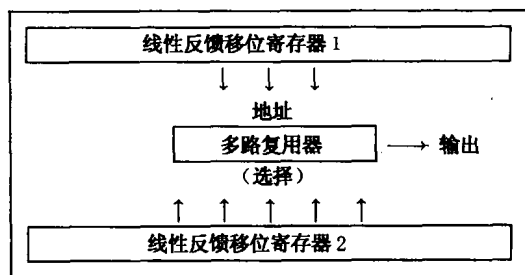 线性反馈移位寄存器1
↓ ↓ ↓
地址
多路复用器 → 输出
(选择)
↑ ↑ ↑ ↑ ↑
线性反馈移位寄存器2